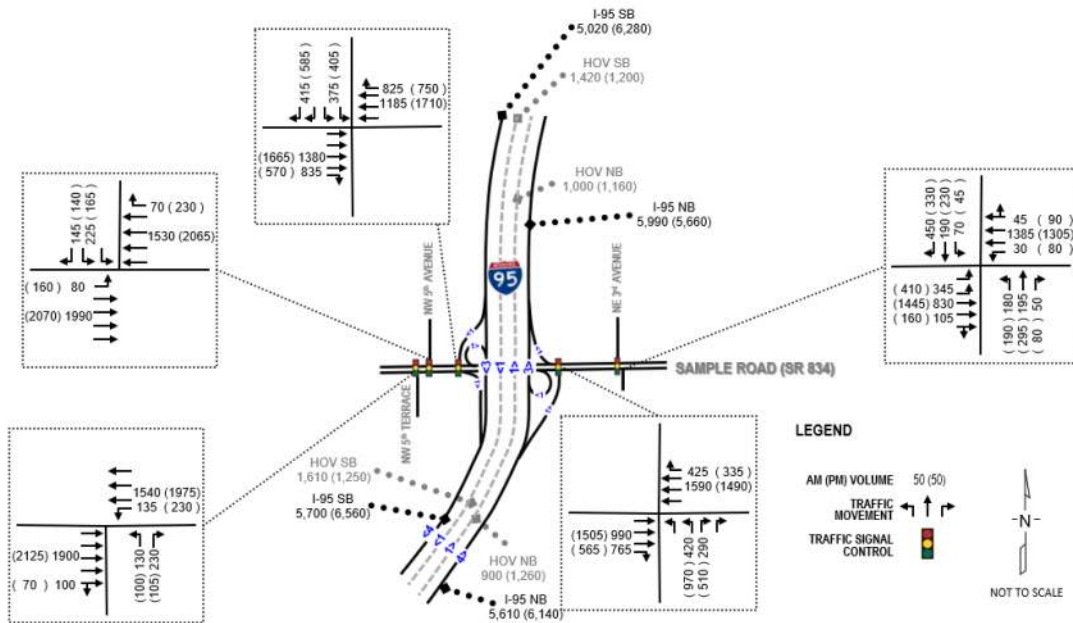 I-95 SB
5,020 (6,280)
HOV SB
1,420 (1,200)
HOV NB
1,000 (1,160)
I-95 NB
5,990 (5,660)
415 ( 585)
375 ( 405)
825 ( 750 )
1185 (1710)
(1665) 1380
( 570 ) 835
145 ( 140)
225 ( 165)
70 ( 230 )
1530 (2065)
( 160 ) 80
(2070) 1990
450 ( 330)
190 ( 230)
70 ( 45)
45 ( 90 )
1385 (1305)
30 ( 80 )
( 410 ) 345
(1445) 830
( 160 ) 105
( 190 ) 180
( 295 ) 195
( 80 ) 50
NW 5th AVENUE
INTERSTATE
95
NE 3rd AVENUE
SAMPLE ROAD (SR 834)
NW 5th TERRACE
1540 (1975)
135 ( 230 )
(2125) 1900
( 70 ) 100
(100) 130
(105) 230
HOV SB
1,610 (1,250)
I-95 SB
5,700 (6,560)
HOV NB
900 (1,260)
I-95 NB
5,610 (6,140)
425 ( 335 )
1590 (1490)
(1505) 990
( 565 ) 765
(970 ) 420
( 510 ) 290
LEGEND
AM (PM) VOLUME 50 (50)
TRAFFIC
MOVEMENT
TRAFFIC SIGNAL
CONTROL
-N-
NOT TO SCALE